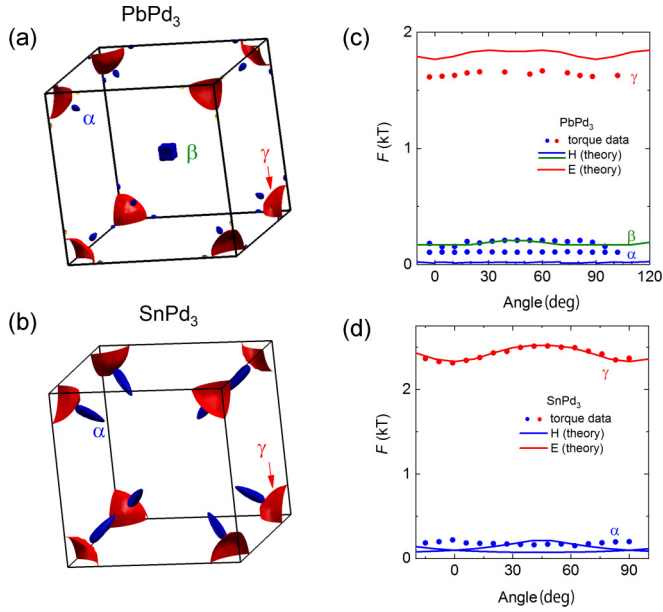 (a)
PbPd₃
α
β
γ
(b)
SnPd₃
α
γ
(c)
F (kT)
2
1
0
γ
PbPd₃
torque data
H (theory)
E (theory)
β
α
0 30 60 90 120
Angle (deg)
(d)
F (kT)
2
1
0
γ
SnPd₃
torque data
H (theory)
E (theory)
α
0 30 60 90
Angle (deg)